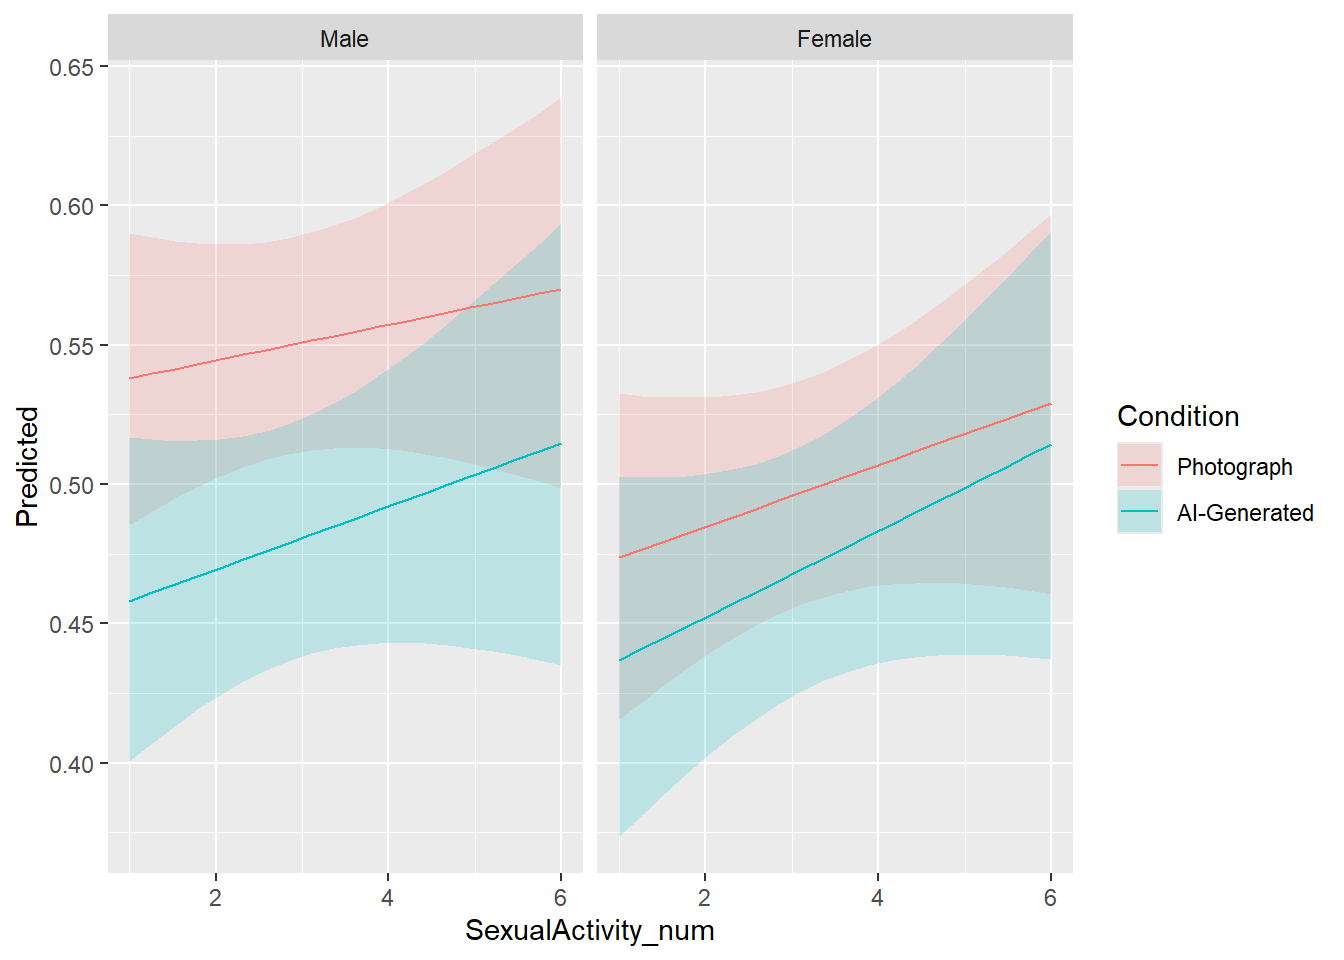 Male
Female
0.65
0.60
0.55
0.50
0.45
0.40
Predicted
2
4
6
2
4
6
SexualActivity_num
Condition
Photograph
AI-Generated